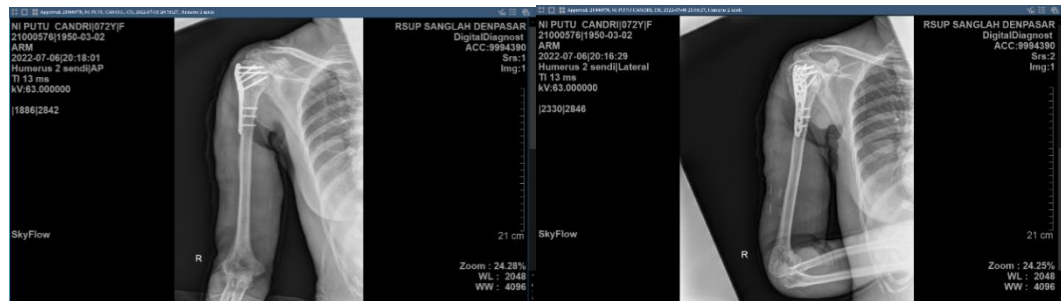 NI PUTU CANDRI|072Y|F
21000576|1950-03-02
ARM
2022-07-06|20:18:01
Humerus 2 sendi|AP
TI 13 ms
kV:63.000000
|1886|2842
RSUP SANGLAH DENPASAR
DigitalDiagnost
ACC:9994390
Srs:1
Img:1
SkyFlow
R
21 cm
Zoom : 24.28%
WL : 2048
WW : 4096
NI PUTU CANDRI|072Y|F
21000576|1950-03-02
ARM
2022-07-06|20:16:29
Humerus 2 sendi|Lateral
TI 13 ms
kV:63.000000
|2330|2846
RSUP SANGLAH DENPASAR
DigitalDiagnost
ACC:9994390
Srs:2
Img:1
SkyFlow
R
21 cm
Zoom : 24.25%
WL : 2048
WW : 4096